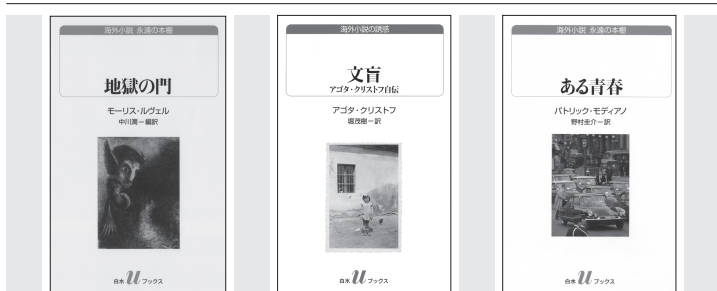 海外小説 永遠の本棚
地獄の門
モーリス・ルヴェル
中川潤一編訳
白水 u ブックス
海外小説の誘惑
文盲
アゴタ・クリストフ自伝
アゴタ・クリストフ
堀茂樹一訳
白水 u ブックス
海外小説 永遠の本棚
ある青春
パトリック・モディアノ
野村圭介一訳
白水 u ブックス